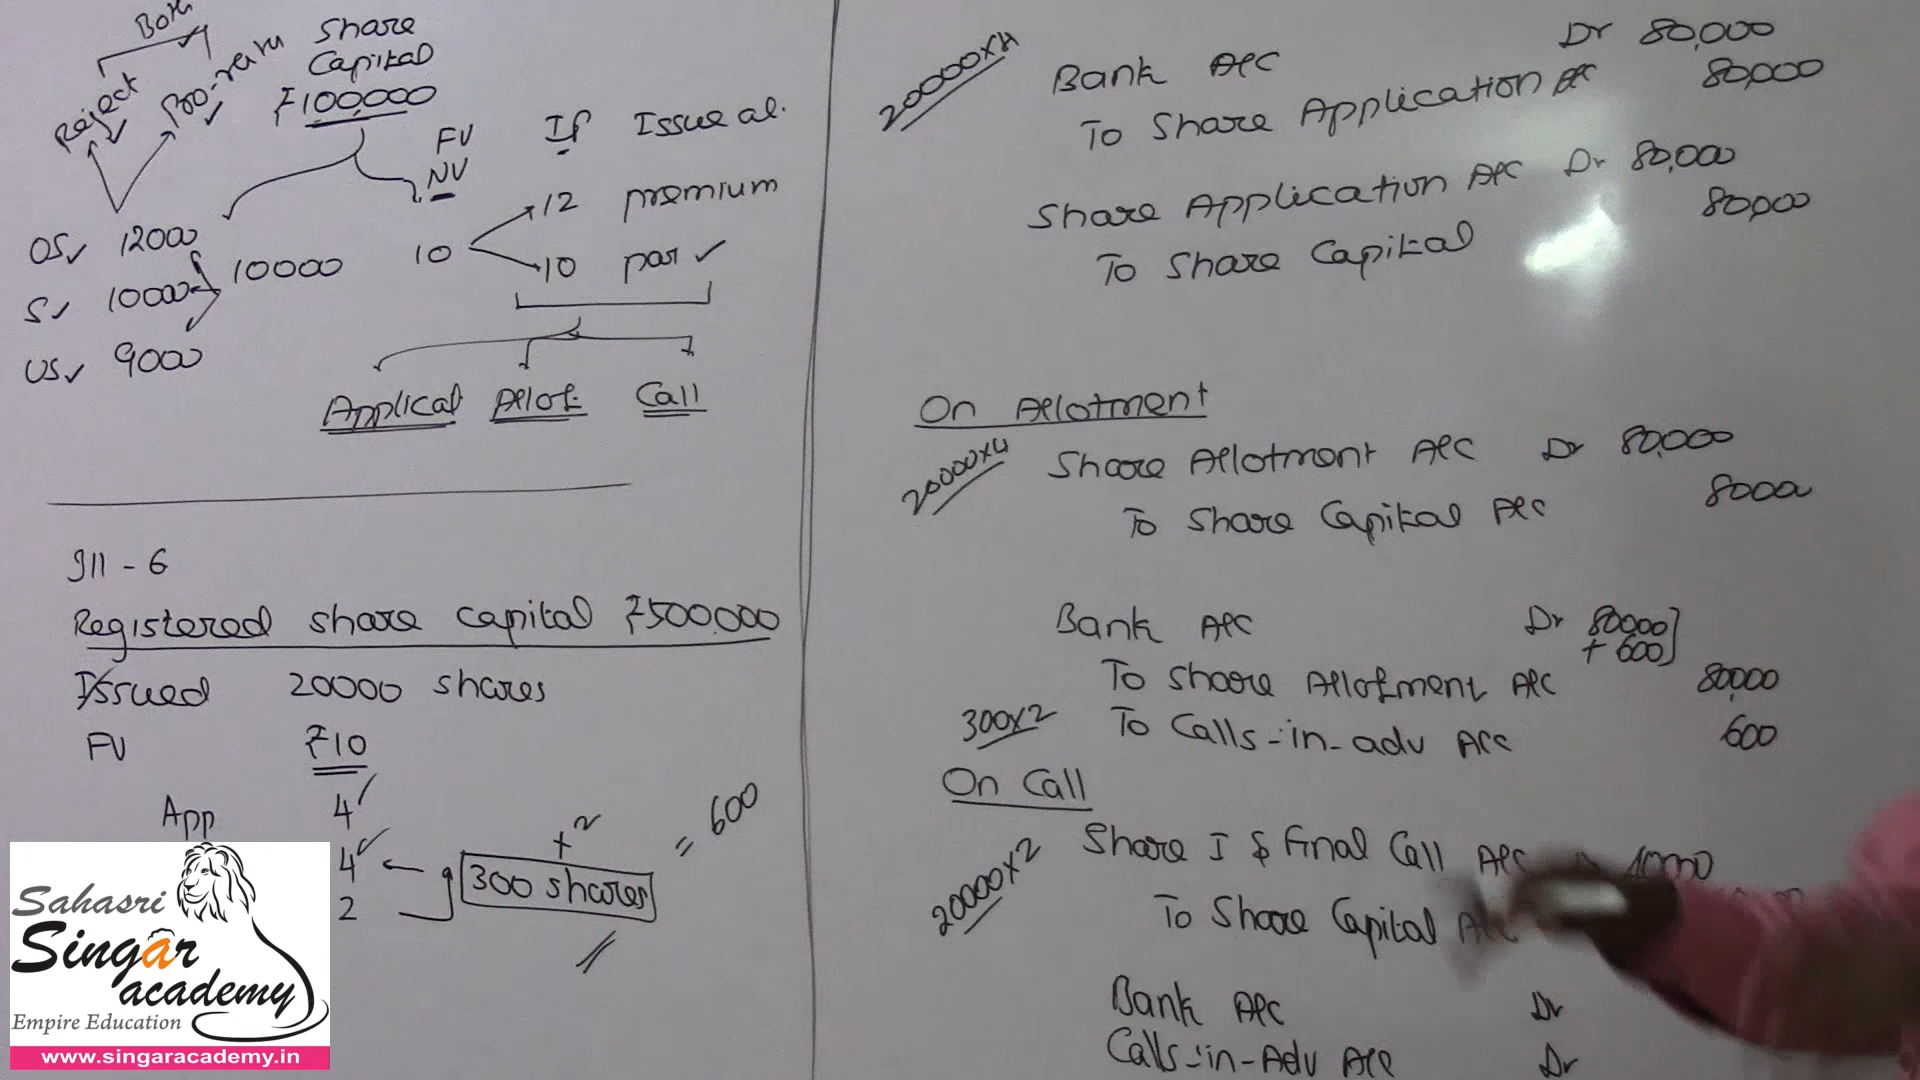 Both
Reject
Pro-rata
Share
Capital
₹100,000
FV
NV
If Issue at.
12 premium
10
10 par ✓
OS✓ 12000
S✓ 10000
10000
US✓ 9000
Applicat Allot. Call
Ill - 6
Registered share capital ₹500,000
Issued 20000 shares
FV ₹10
App 4
4
2
300 shares
= 600
20000x4
Bank A/C Dr 80,000
To Share Application A/C 80,000
Share Application A/C Dr 80,000
To Share Capital 80,000
On Allotment
20000x4
Share Allotment A/C Dr 80,000
To Share Capital A/C 80000
Bank A/C Dr 80000
+ 600
To Share Allotment A/C 80,000
300x2 To Calls-in-adv A/C 600
On Call
20000x2
Share I & Final Call A/C
To Share Capital A/C
Bank A/C Dr
Calls-in-Adv A/C Dr
Sahasri
Singar
academy
Empire Education
www.singaracademy.in